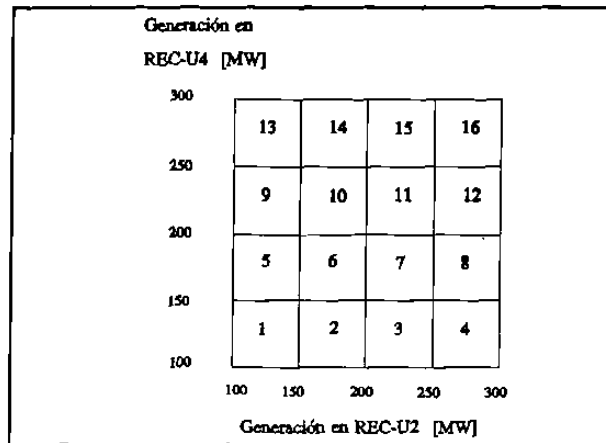 Generación en
REC-U4 [MW]
300
13 14 15 16
250
9 10 11 12
200
5 6 7 8
150
1 2 3 4
100
100 150 200 250 300
Generación en REC-U2 [MW]